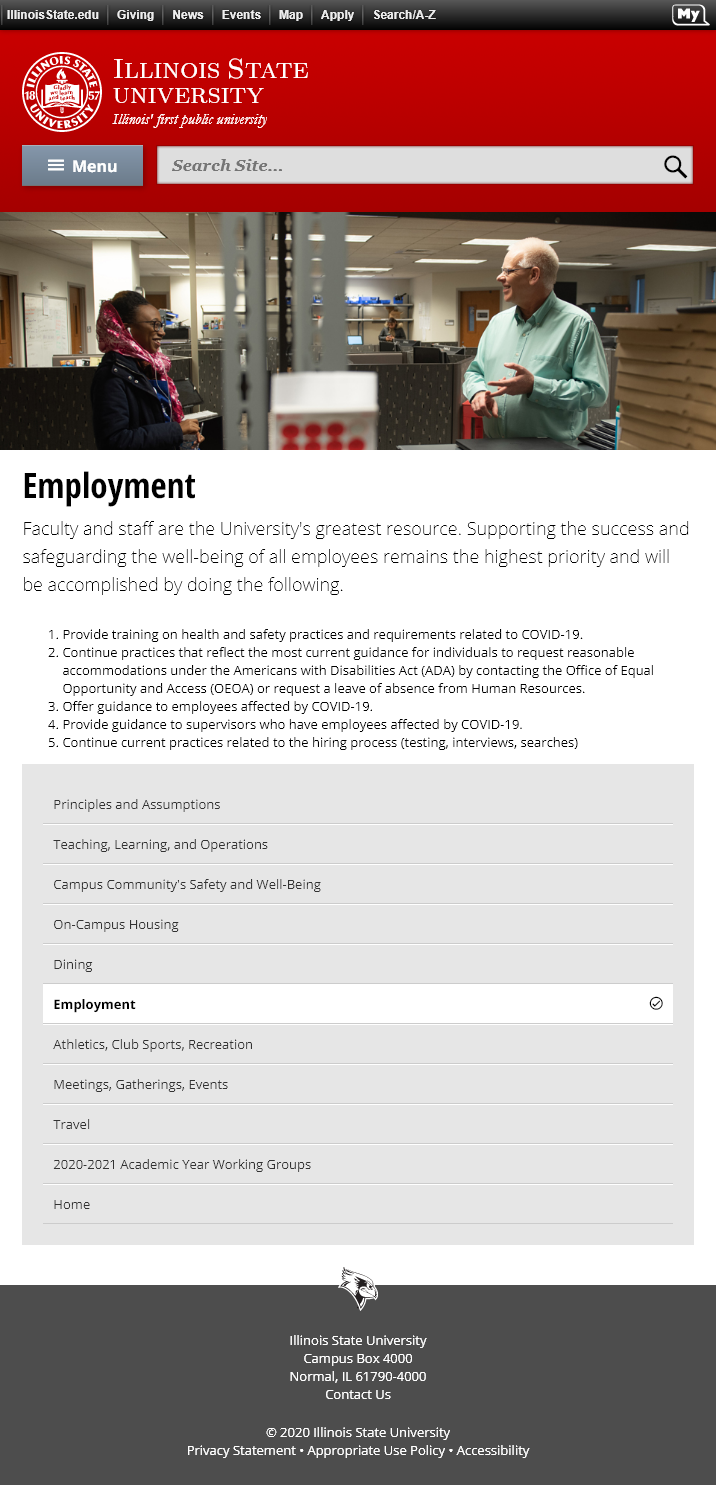 IllinoisState.edu Giving News Events Map Apply Search/A-Z My
ILLINOIS STATE UNIVERSITY
Gladly we learn and teach
18 57
ILLINOIS STATE
UNIVERSITY
Illinois' first public university
Menu Search Site...
Employment
Faculty and staff are the University's greatest resource. Supporting the success and
safeguarding the well-being of all employees remains the highest priority and will
be accomplished by doing the following.
1. Provide training on health and safety practices and requirements related to COVID-19.
2. Continue practices that reflect the most current guidance for individuals to request reasonable
accommodations under the Americans with Disabilities Act (ADA) by contacting the Office of Equal
Opportunity and Access (OEOA) or request a leave of absence from Human Resources.
3. Offer guidance to employees affected by COVID-19.
4. Provide guidance to supervisors who have employees affected by COVID-19.
5. Continue current practices related to the hiring process (testing, interviews, searches)
Principles and Assumptions
Teaching, Learning, and Operations
Campus Community's Safety and Well-Being
On-Campus Housing
Dining
Employment
Athletics, Club Sports, Recreation
Meetings, Gatherings, Events
Travel
2020-2021 Academic Year Working Groups
Home
Illinois State University
Campus Box 4000
Normal, IL 61790-4000
Contact Us
© 2020 Illinois State University
Privacy Statement • Appropriate Use Policy • Accessibility